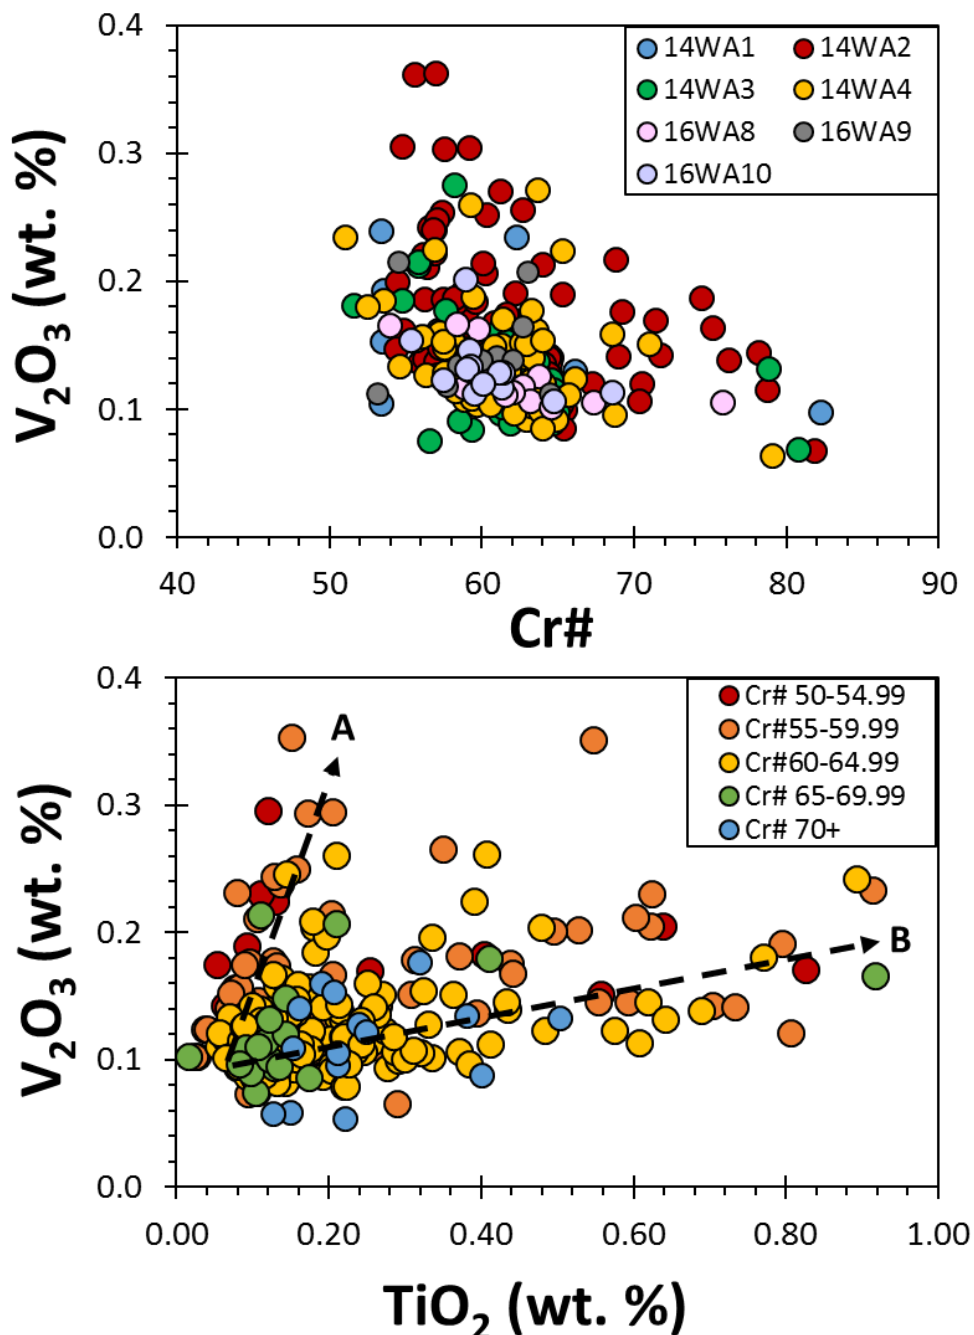 0.4
0.3
0.2
0.1
0.0
V₂O₃ (wt. %)
14WA1 14WA2
14WA3 14WA4
16WA8 16WA9
16WA10
40 50 60 70 80 90
Cr#
0.4
0.3
0.2
0.1
0.0
V₂O₃ (wt. %)
A
B
Cr# 50-54.99
Cr#55-59.99
Cr#60-64.99
Cr# 65-69.99
Cr# 70+
0.00 0.20 0.40 0.60 0.80 1.00
TiO₂ (wt. %)